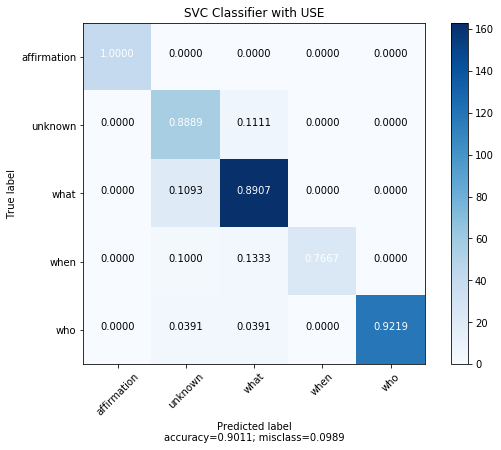 SVC Classifier with USE
affirmation 1.0000 0.0000 0.0000 0.0000 0.0000
unknown 0.0000 0.8889 0.1111 0.0000 0.0000
what 0.0000 0.1093 0.8907 0.0000 0.0000
when 0.0000 0.1000 0.1333 0.7667 0.0000
who 0.0000 0.0391 0.0391 0.0000 0.9219
True label
affirmation unknown what when who
Predicted label
accuracy=0.9011; misclass=0.0989
160
140
120
100
80
60
40
20
0